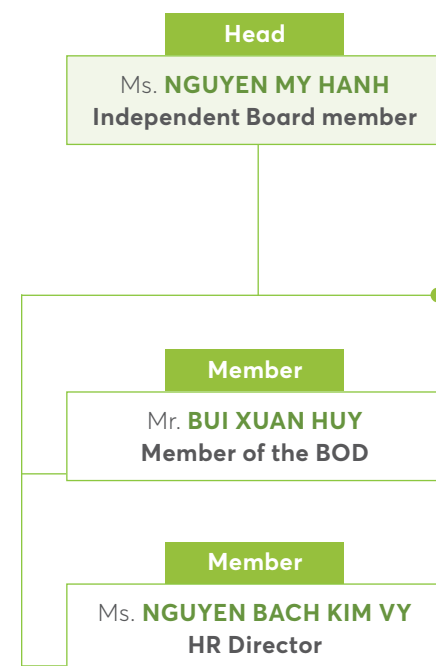 Head
Ms. NGUYEN MY HANH
Independent Board member
Member
Mr. BUI XUAN HUY
Member of the BOD
Member
Ms. NGUYEN BACH KIM VY
HR Director